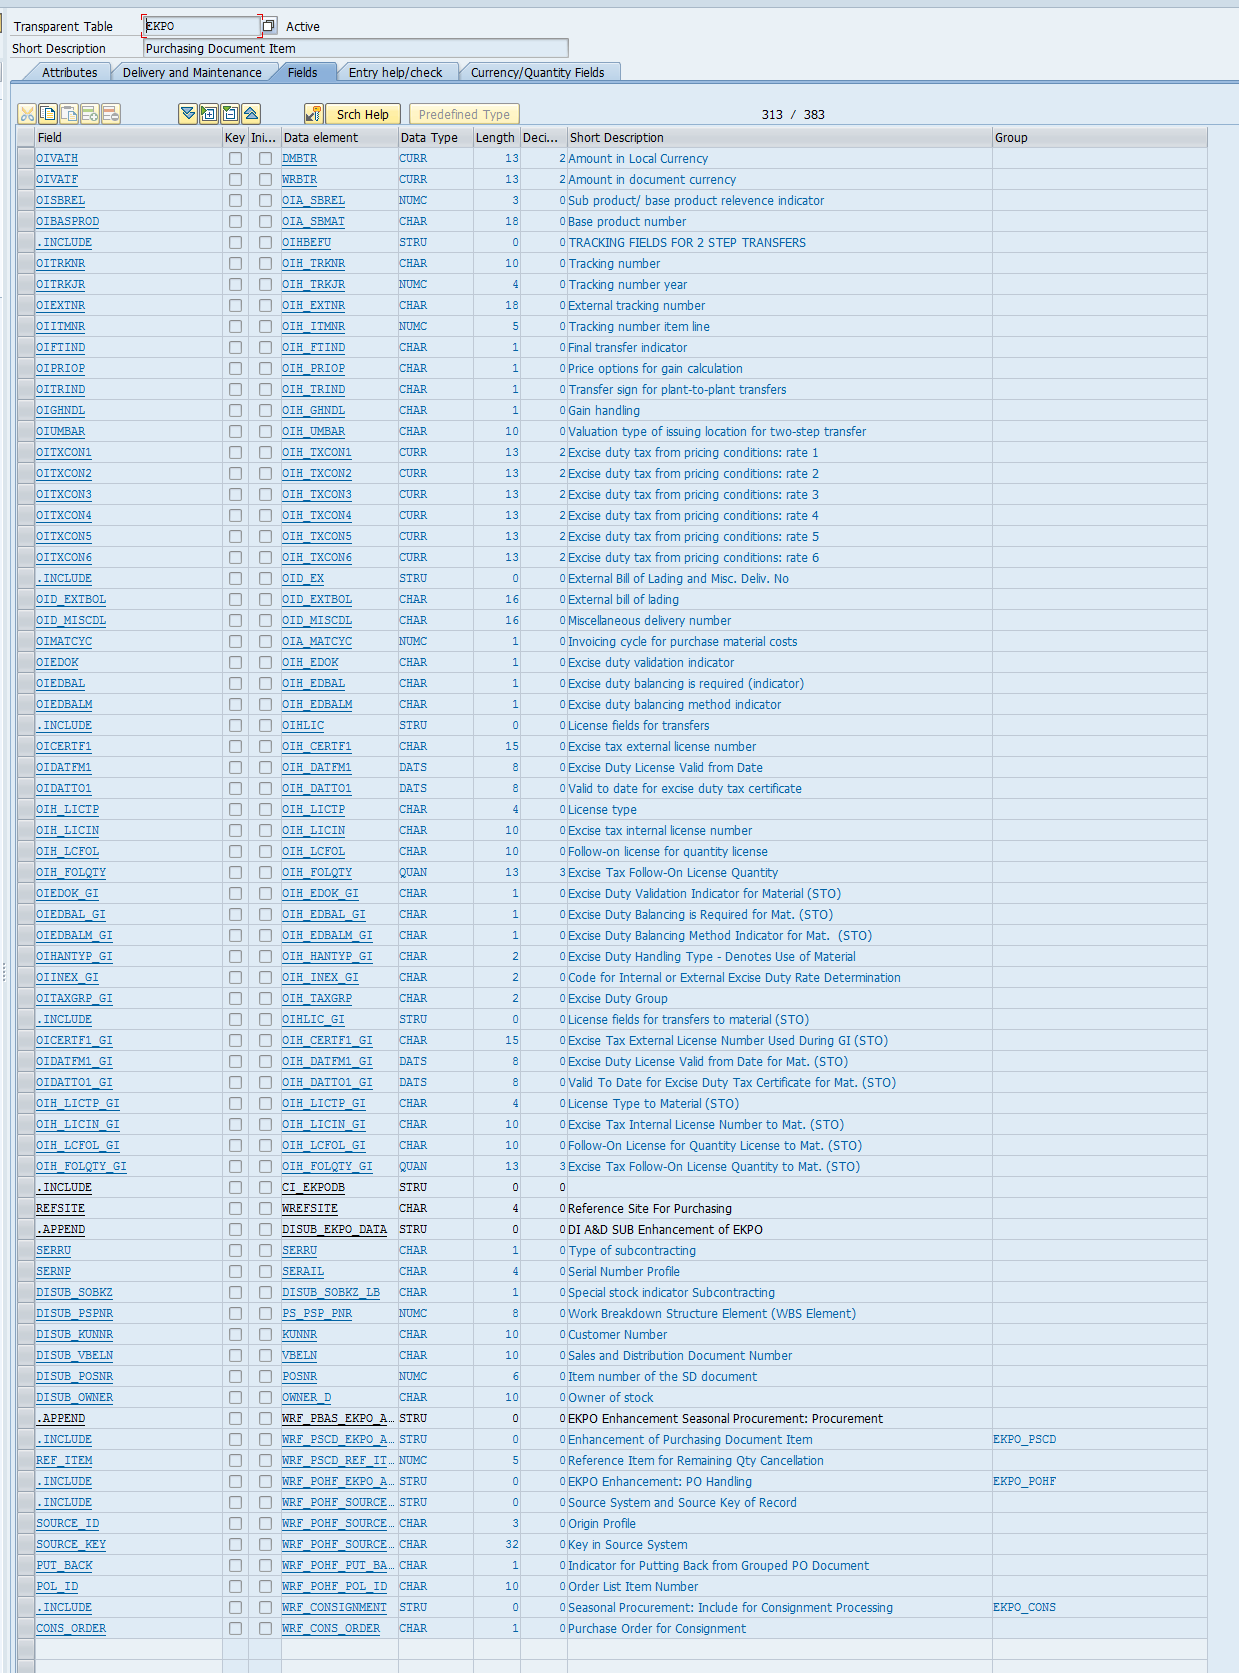 Transparent Table EKPO Active
Short Description Purchasing Document Item
Attributes Delivery and Maintenance Fields Entry help/check Currency/Quantity Fields
Srch Help Predefined Type 313 / 383
Field Key Ini... Data element Data Type Length Deci... Short Description Group
OIVATH DMBTR CURR 13 2 Amount in Local Currency
OIVATF WRBTR CURR 13 2 Amount in document currency
OISBREL OIA_SBREL NUMC 3 0 Sub product/ base product relevence indicator
OIBASPROD OIA_SBMAT CHAR 18 0 Base product number
.INCLUDE OIHBEFU STRU 0 0 TRACKING FIELDS FOR 2 STEP TRANSFERS
OITRKNR OIH_TRKNR CHAR 10 0 Tracking number
OITRKJR OIH_TRKJR NUMC 4 0 Tracking number year
OIEXTNR OIH_EXTNR CHAR 18 0 External tracking number
OIITMNR OIH_ITMNR NUMC 5 0 Tracking number item line
OIFTIND OIH_FTIND CHAR 1 0 Final transfer indicator
OIPRIOP OIH_PRIOP CHAR 1 0 Price options for gain calculation
OITRIND OIH_TRIND CHAR 1 0 Transfer sign for plant-to-plant transfers
OIGHNDL OIH_GHNDL CHAR 1 0 Gain handling
OIUMBAR OIH_UMBAR CHAR 10 0 Valuation type of issuing location for two-step transfer
OITXCON1 OIH_TXCON1 CURR 13 2 Excise duty tax from pricing conditions: rate 1
OITXCON2 OIH_TXCON2 CURR 13 2 Excise duty tax from pricing conditions: rate 2
OITXCON3 OIH_TXCON3 CURR 13 2 Excise duty tax from pricing conditions: rate 3
OITXCON4 OIH_TXCON4 CURR 13 2 Excise duty tax from pricing conditions: rate 4
OITXCON5 OIH_TXCON5 CURR 13 2 Excise duty tax from pricing conditions: rate 5
OITXCON6 OIH_TXCON6 CURR 13 2 Excise duty tax from pricing conditions: rate 6
.INCLUDE OID_EX STRU 0 0 External Bill of Lading and Misc. Deliv. No
OID_EXTBOL OID_EXTBOL CHAR 16 0 External bill of lading
OID_MISCDL OID_MISCDL CHAR 16 0 Miscellaneous delivery number
OIMATCYC OIA_MATCYC NUMC 1 0 Invoicing cycle for purchase material costs
OIEDOK OIH_EDOK CHAR 1 0 Excise duty validation indicator
OIEDBAL OIH_EDBAL CHAR 1 0 Excise duty balancing is required (indicator)
OIEDBALM OIH_EDBALM CHAR 1 0 Excise duty balancing method indicator
.INCLUDE OIHLIC STRU 0 0 License fields for transfers
OICERTF1 OIH_CERTF1 CHAR 15 0 Excise tax external license number
OIDATFM1 OIH_DATFM1 DATS 8 0 Excise Duty License Valid from Date
OIDATTO1 OIH_DATTO1 DATS 8 0 Valid to date for excise duty tax certificate
OIH_LICTP OIH_LICTP CHAR 4 0 License type
OIH_LICIN OIH_LICIN CHAR 10 0 Excise tax internal license number
OIH_LCFOL OIH_LCFOL CHAR 10 0 Follow-on license for quantity license
OIH_FOLQTY OIH_FOLQTY QUAN 13 3 Excise Tax Follow-On License Quantity
OIEDOK_GI OIH_EDOK_GI CHAR 1 0 Excise Duty Validation Indicator for Material (STO)
OIEDBAL_GI OIH_EDBAL_GI CHAR 1 0 Excise Duty Balancing is Required for Mat. (STO)
OIEDBALM_GI OIH_EDBALM_GI CHAR 1 0 Excise Duty Balancing Method Indicator for Mat.  (STO)
OIHANTYP_GI OIH_HANTYP_GI CHAR 2 0 Excise Duty Handling Type - Denotes Use of Material
OIINEX_GI OIH_INEX_GI CHAR 2 0 Code for Internal or External Excise Duty Rate Determination
OITAXGRP_GI OIH_TAXGRP CHAR 2 0 Excise Duty Group
.INCLUDE OIHLIC_GI STRU 0 0 License fields for transfers to material (STO)
OICERTF1_GI OIH_CERTF1_GI CHAR 15 0 Excise Tax External License Number Used During GI (STO)
OIDATFM1_GI OIH_DATFM1_GI DATS 8 0 Excise Duty License Valid from Date for Mat. (STO)
OIDATTO1_GI OIH_DATTO1_GI DATS 8 0 Valid To Date for Excise Duty Tax Certificate for Mat. (STO)
OIH_LICTP_GI OIH_LICTP_GI CHAR 4 0 License Type to Material (STO)
OIH_LICIN_GI OIH_LICIN_GI CHAR 10 0 Excise Tax Internal License Number to Mat. (STO)
OIH_LCFOL_GI OIH_LCFOL_GI CHAR 10 0 Follow-On License for Quantity License to Mat. (STO)
OIH_FOLQTY_GI OIH_FOLQTY_GI QUAN 13 3 Excise Tax Follow-On License Quantity to Mat. (STO)
.INCLUDE CI_EKPODB STRU 0 0
REFSITE WREFSITE CHAR 4 0 Reference Site For Purchasing
.APPEND DISUB_EKPO_DATA STRU 0 0 DI A&D SUB Enhancement of EKPO
SERRU SERRU CHAR 1 0 Type of subcontracting
SERNP SERAIL CHAR 4 0 Serial Number Profile
DISUB_SOBKZ DISUB_SOBKZ_LB CHAR 1 0 Special stock indicator Subcontracting
DISUB_PSPNR PS_PSP_PNR NUMC 8 0 Work Breakdown Structure Element (WBS Element)
DISUB_KUNNR KUNNR CHAR 10 0 Customer Number
DISUB_VBELN VBELN CHAR 10 0 Sales and Distribution Document Number
DISUB_POSNR POSNR NUMC 6 0 Item number of the SD document
DISUB_OWNER OWNER_D CHAR 10 0 Owner of stock
.APPEND WRF_PBAS_EKPO_A... STRU 0 0 EKPO Enhancement Seasonal Procurement: Procurement
.INCLUDE WRF_PSCD_EKPO_A... STRU 0 0 Enhancement of Purchasing Document Item EKPO_PSCD
REF_ITEM WRF_PSCD_REF_IT... NUMC 5 0 Reference Item for Remaining Qty Cancellation
.INCLUDE WRF_POHF_EKPO_A... STRU 0 0 EKPO Enhancement: PO Handling EKPO_POHF
.INCLUDE WRF_POHF_SOURCE... STRU 0 0 Source System and Source Key of Record
SOURCE_ID WRF_POHF_SOURCE... CHAR 3 0 Origin Profile
SOURCE_KEY WRF_POHF_SOURCE... CHAR 32 0 Key in Source System
PUT_BACK WRF_POHF_PUT_BA... CHAR 1 0 Indicator for Putting Back from Grouped PO Document
POL_ID WRF_POHF_POL_ID CHAR 10 0 Order List Item Number
.INCLUDE WRF_CONSIGNMENT STRU 0 0 Seasonal Procurement: Include for Consignment Processing EKPO_CONS
CONS_ORDER WRF_CONS_ORDER CHAR 1 0 Purchase Order for Consignment